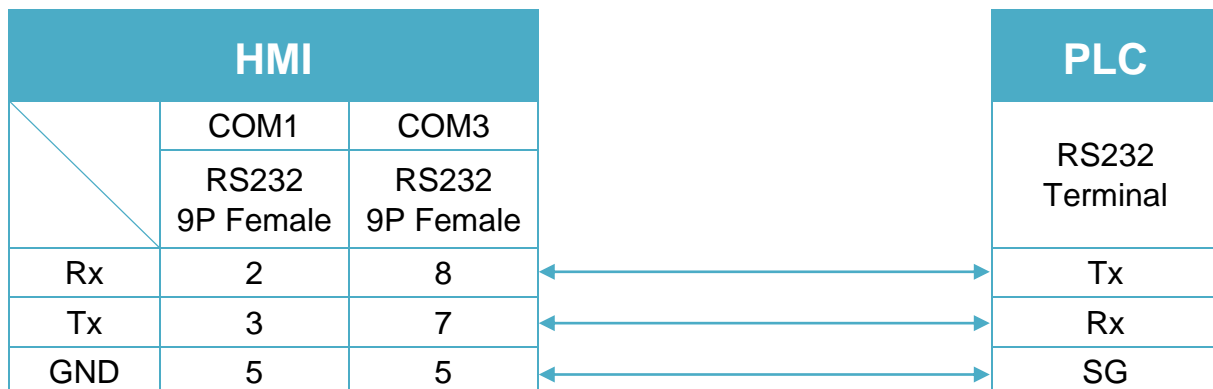 HMI PLC
COM1 COM3
RS232
9P Female
RS232
9P Female
RS232
Terminal
Rx 2 8 Tx
Tx 3 7 Rx
GND 5 5 SG